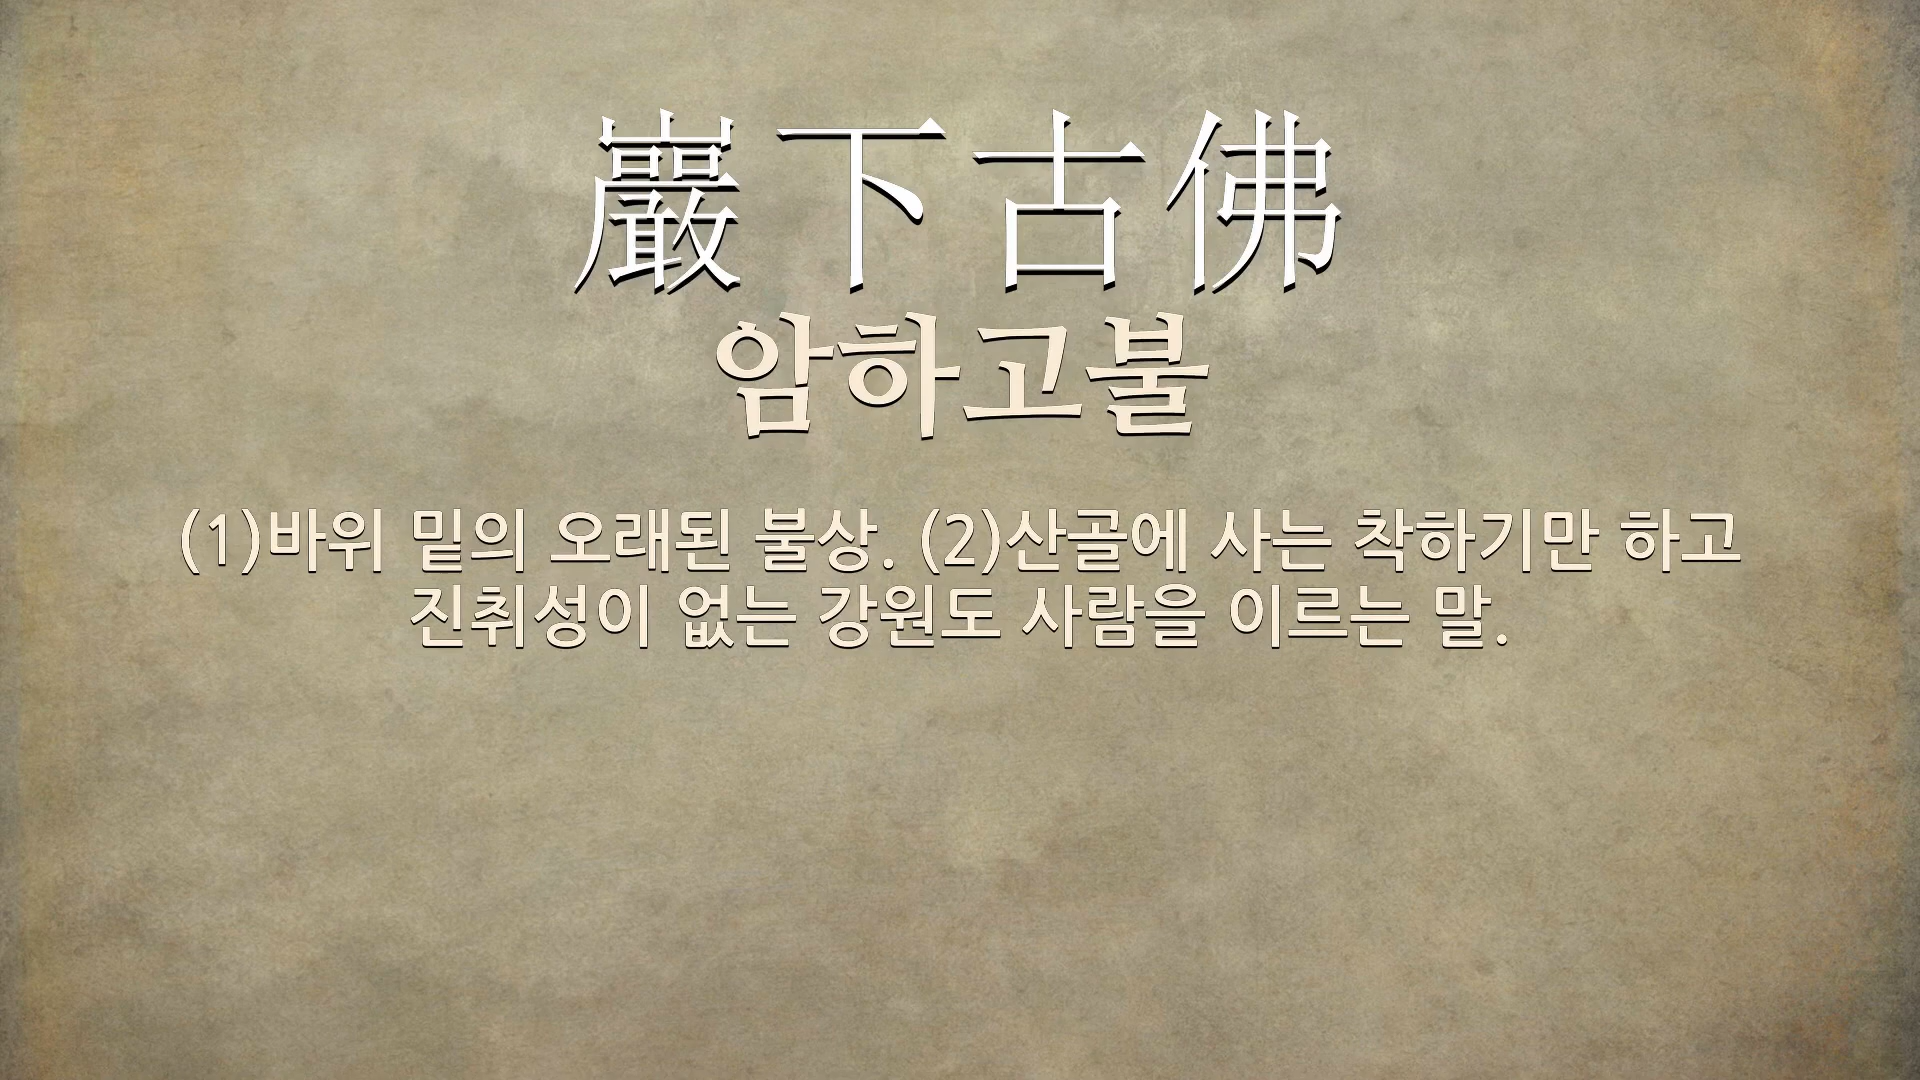 巖下古佛
암하고불
(1)바위 밑의 오래된 불상. (2)산골에 사는 착하기만 하고
진취성이 없는 강원도 사람을 이르는 말.